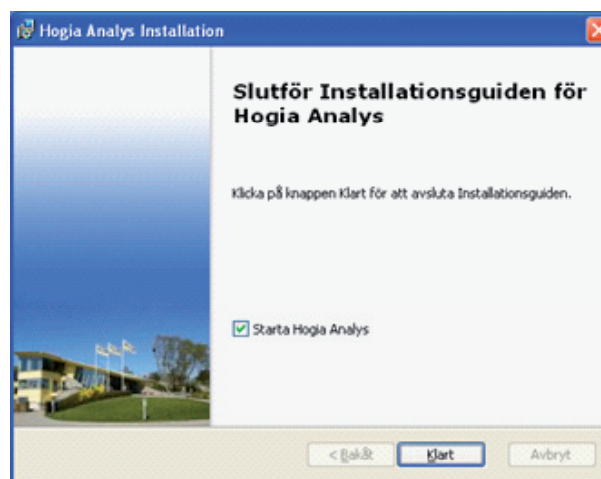 Hogia Analys Installation
Slutför Installationsguiden för
Hogia Analys
Klicka på knappen Klart för att avsluta Installationsguiden.
Starta Hogia Analys
< Bakåt
Klart
Avbryt